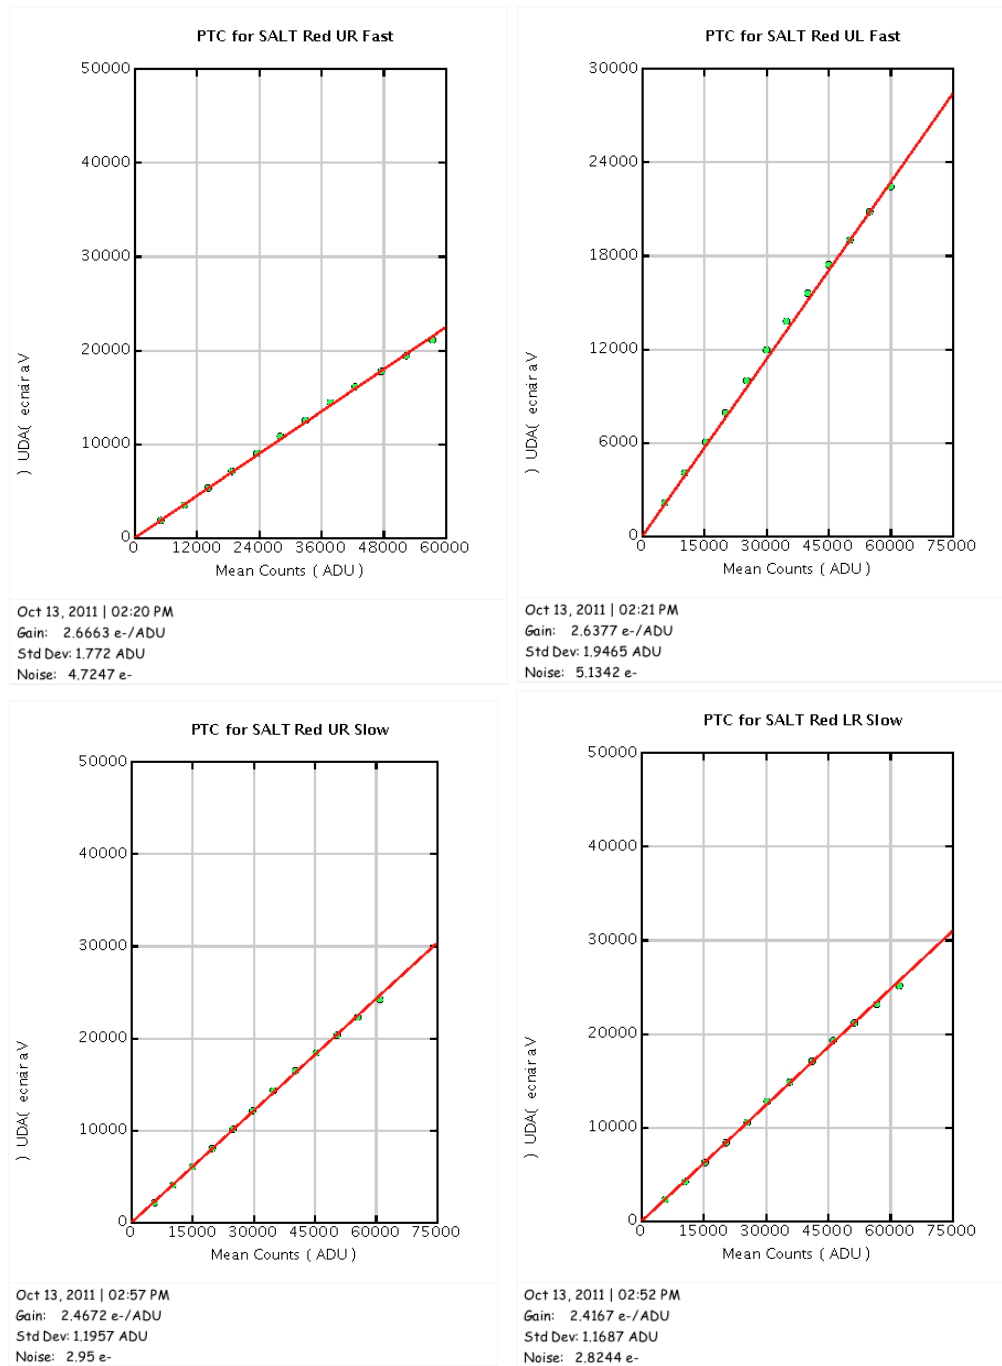 PTC for SALT Red UR Fast
50000
40000
30000
20000
10000
0
0 12000 24000 36000 48000 60000
Mean Counts ( ADU )
) UDA( ecnairaV
Oct 13, 2011 | 02:20 PM
Gain: 2.6663 e-/ADU
Std Dev: 1.772 ADU
Noise: 4.7247 e-
PTC for SALT Red UL Fast
30000
24000
18000
12000
6000
0
0 15000 30000 45000 60000 75000
Mean Counts ( ADU )
) UDA( ecnairaV
Oct 13, 2011 | 02:21 PM
Gain: 2.6377 e-/ADU
Std Dev: 1.9465 ADU
Noise: 5.1342 e-
PTC for SALT Red UR Slow
50000
40000
30000
20000
10000
0
0 15000 30000 45000 60000 75000
Mean Counts ( ADU )
) UDA( ecnairaV
Oct 13, 2011 | 02:57 PM
Gain: 2.4672 e-/ADU
Std Dev: 1.1957 ADU
Noise: 2.95 e-
PTC for SALT Red LR Slow
50000
40000
30000
20000
10000
0
0 15000 30000 45000 60000 75000
Mean Counts ( ADU )
) UDA( ecnairaV
Oct 13, 2011 | 02:52 PM
Gain: 2.4167 e-/ADU
Std Dev: 1.1687 ADU
Noise: 2.8244 e-